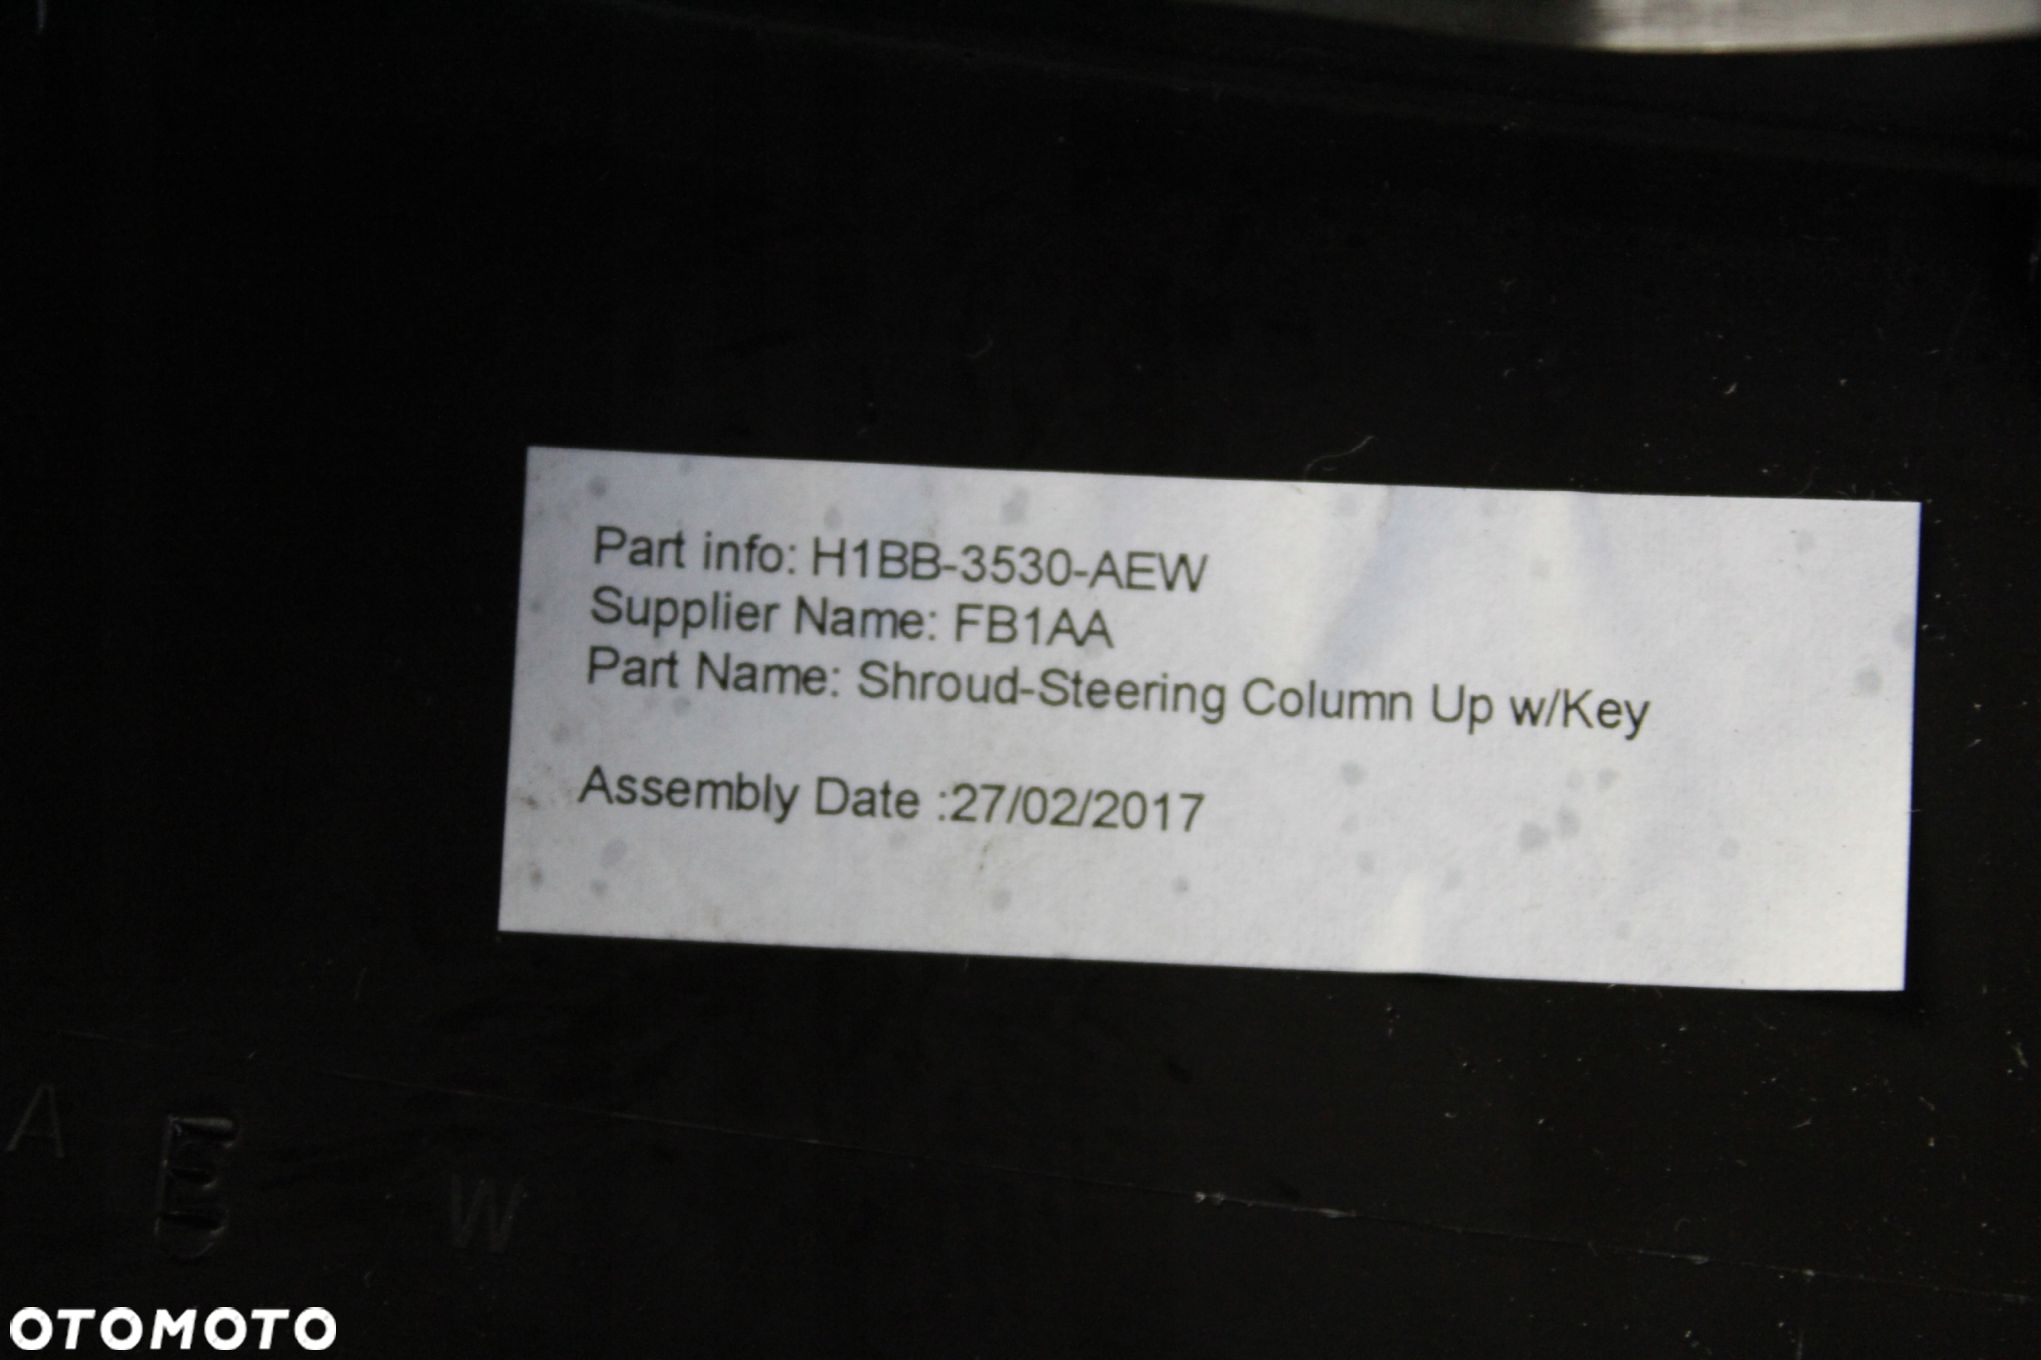 Part info: H1BB-3530-AEW
Supplier Name: FB1AA
Part Name: Shroud-Steering Column Up w/Key
Assembly Date :27/02/2017
A E W
OTOMOTO